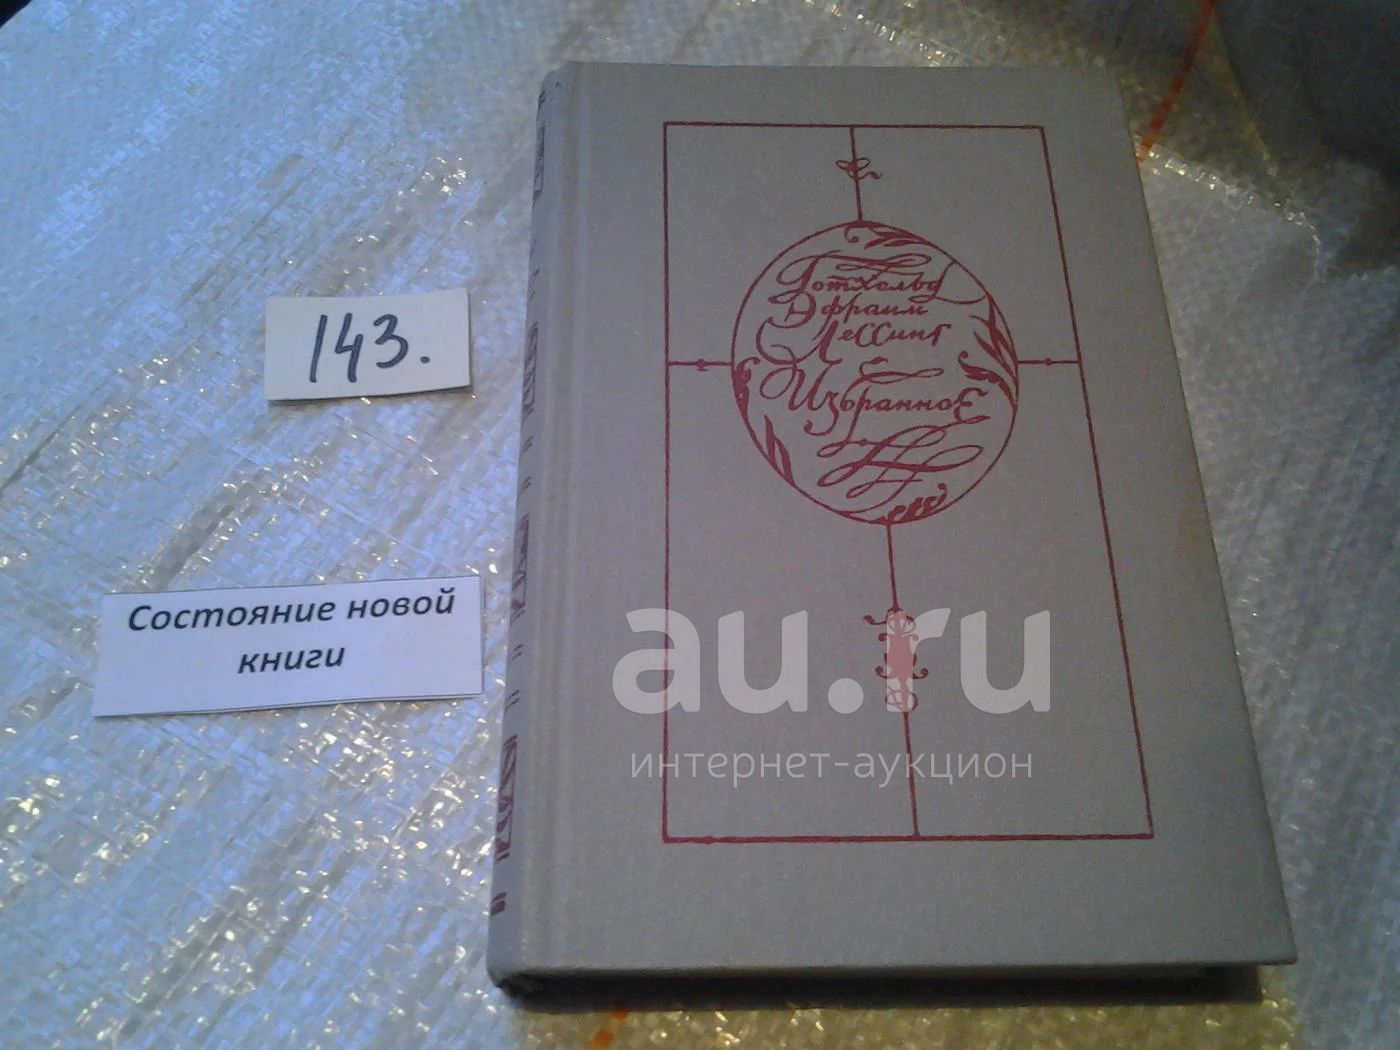 Готхольд
Эфраим
Лессинг
Избранное
143.
Состояние новой
книги
au.ru
интернет-аукцион